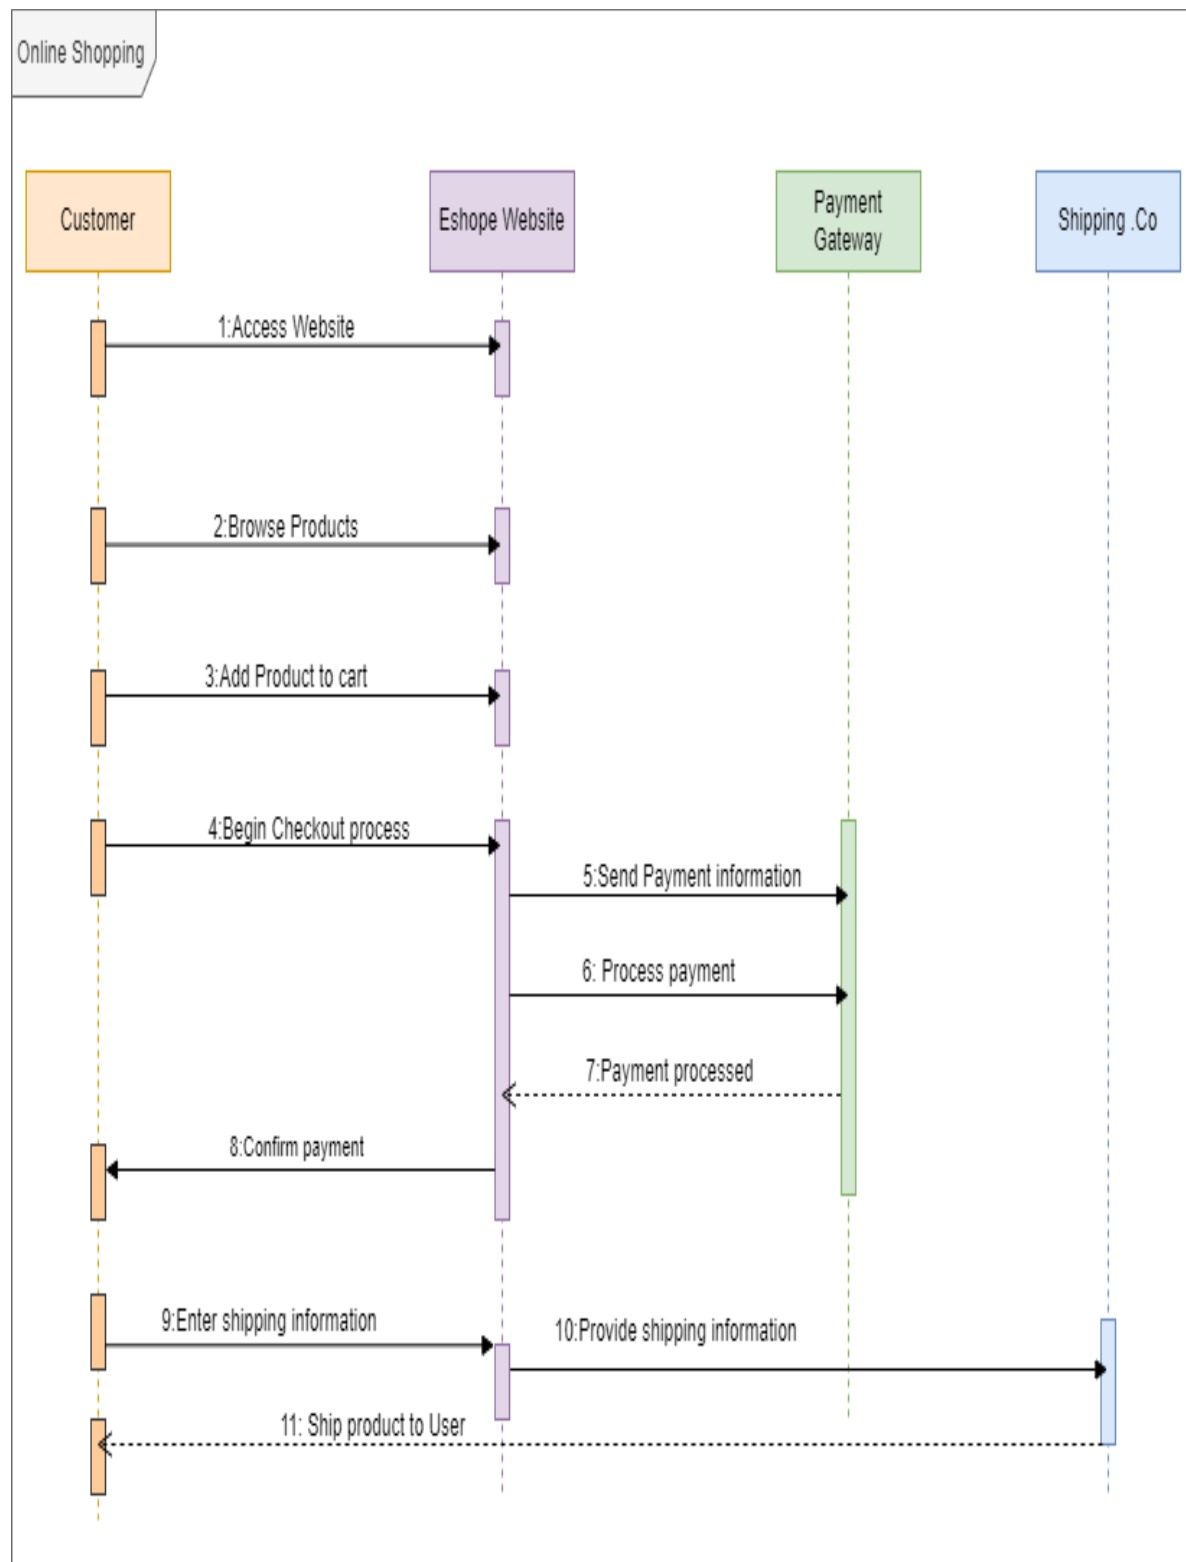 Online Shopping
Customer
Eshope Website
Payment
Gateway
Shipping .Co
1:Access Website
2:Browse Products
3:Add Product to cart
4:Begin Checkout process
5:Send Payment information
6: Process payment
7:Payment processed
8:Confirm payment
9:Enter shipping information
10:Provide shipping information
11: Ship product to User